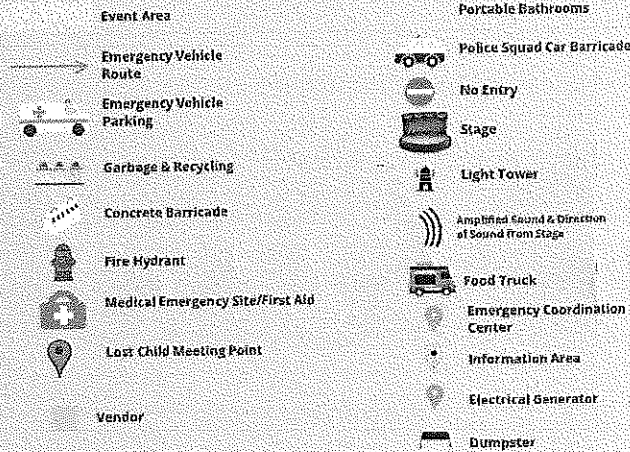 Event Area
Emergency Vehicle
Route
Emergency Vehicle
Parking
Garbage & Recycling
Concrete Barricade
Fire Hydrant
Medical Emergency Site/First Aid
Lost Child Meeting Point
Vendor
Portable Bathrooms
Police Squad Car Barricade
No Entry
Stage
Light Tower
Amplified Sound & Direction
of Sound from Stage
Food Truck
Emergency Coordination
Center
Information Area
Electrical Generator
Dumpster